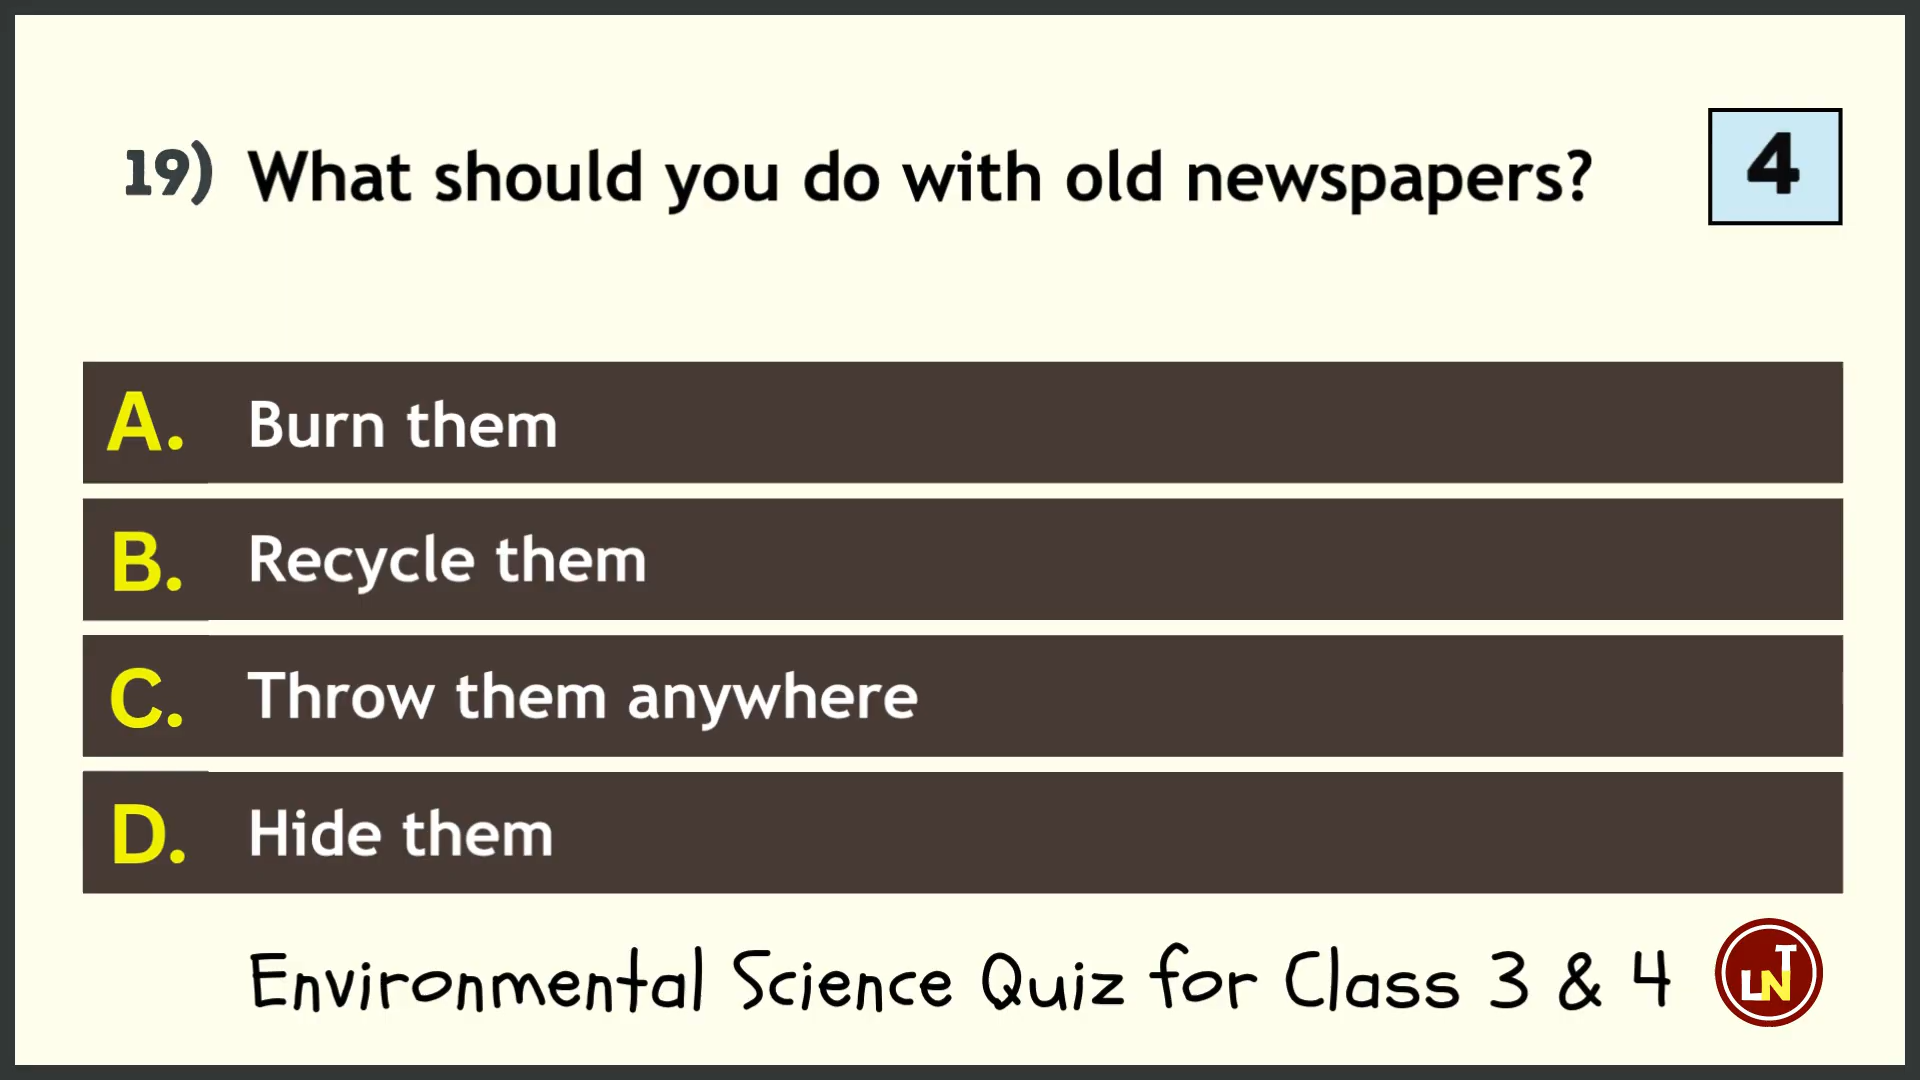 19) What should you do with old newspapers?
4
A. Burn them
B. Recycle them
C. Throw them anywhere
D. Hide them
Environmental Science Quiz for Class 3 & 4
LNT